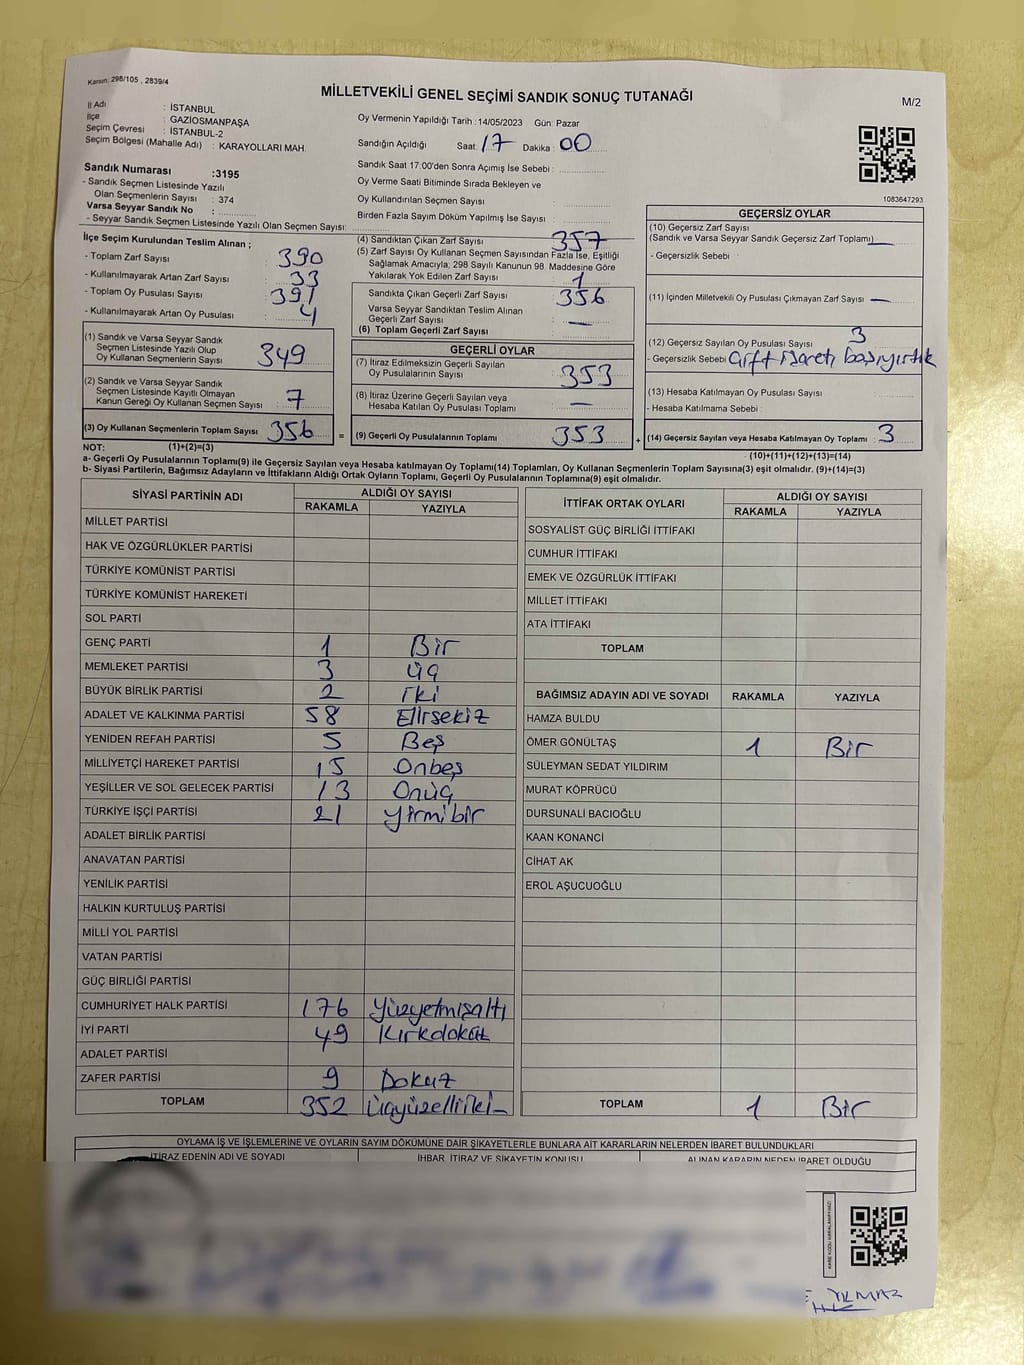 Kanun: 298/105 , 2839/4
MİLLETVEKİLİ GENEL SEÇİMİ SANDIK SONUÇ TUTANAĞI
M/2
İl Adı : İSTANBUL
İlçe : GAZİOSMANPAŞA
Seçim Çevresi : İSTANBUL-2
Seçim Bölgesi (Mahalle Adı) : KARAYOLLARI MAH.
Sandık Numarası :3195
- Sandık Seçmen Listesinde Yazılı
Olan Seçmenlerin Sayısı : 374
Varsa Seyyar Sandık No :
- Seyyar Sandık Seçmen Listesinde Yazılı Olan Seçmen Sayısı:
Oy Vermenin Yapıldığı Tarih :14/05/2023 Gün: Pazar
Sandığın Açıldığı Saat: 17 Dakika : 00
Sandık Saat 17:00'den Sonra Açılmış İse Sebebi :
Oy Verme Saati Bitiminde Sırada Bekleyen ve
Oy Kullandırılan Seçmen Sayısı :
Birden Fazla Sayım Döküm Yapılmış İse Sayısı :
1083647293
İlçe Seçim Kurulundan Teslim Alınan ;
- Toplam Zarf Sayısı : 390
- Kullanılmayarak Artan Zarf Sayısı : 33
- Toplam Oy Pusulası Sayısı : 391
- Kullanılmayarak Artan Oy Pusulası : 4
(1) Sandık ve Varsa Seyyar Sandık
Seçmen Listesinde Yazılı Olup
Oy Kullanan Seçmenlerin Sayısı : 349
(2) Sandık ve Varsa Seyyar Sandık
Seçmen Listesinde Kayıtlı Olmayan
Kanun Gereği Oy Kullanan Seçmen Sayısı : 7
(3) Oy Kullanan Seçmenlerin Toplam Sayısı : 356
(1)+(2)=(3)
(4) Sandıktan Çıkan Zarf Sayısı : 357
(5) Zarf Sayısı Oy Kullanan Seçmen Sayısından Fazla İse, Eşitliği
Sağlamak Amacıyla; 298 Sayılı Kanunun 98. Maddesine Göre
Yakılarak Yok Edilen Zarf Sayısı : 1
Sandıkta Çıkan Geçerli Zarf Sayısı : 356
Varsa Seyyar Sandıktan Teslim Alınan
Geçerli Zarf Sayısı : —
(6) Toplam Geçerli Zarf Sayısı :
GEÇERLİ OYLAR
(7) İtiraz Edilmeksizin Geçerli Sayılan
Oy Pusulalarının Sayısı : 353
(8) İtiraz Üzerine Geçerli Sayılan veya
Hesaba Katılan Oy Pusulası Toplamı : —
= (9) Geçerli Oy Pusulalarının Toplamı : 353
GEÇERSİZ OYLAR
(10) Geçersiz Zarf Sayısı
(Sandık ve Varsa Seyyar Sandık Geçersiz Zarf Toplamı) : —
- Geçersizlik Sebebi :
(11) İçinden Milletvekili Oy Pusulası Çıkmayan Zarf Sayısı : —
(12) Geçersiz Sayılan Oy Pusulası Sayısı : 3
- Geçersizlik Sebebi : Çift işareti başıyırtık
(13) Hesaba Katılmayan Oy Pusulası Sayısı :
- Hesaba Katılmama Sebebi :
+ (14) Geçersiz Sayılan veya Hesaba Katılmayan Oy Toplamı : 3
(10)+(11)+(12)+(13)=(14)
NOT:
a- Geçerli Oy Pusulalarının Toplamı(9) ile Geçersiz Sayılan veya Hesaba katılmayan Oy Toplamı(14) Toplamları, Oy Kullanan Seçmenlerin Toplam Sayısına(3) eşit olmalıdır. (9)+(14)=(3)
b- Siyasi Partilerin, Bağımsız Adayların ve İttifakların Aldığı Ortak Oyların Toplamı, Geçerli Oy Pusulalarının Toplamına(9) eşit olmalıdır.
SİYASİ PARTİNİN ADI ALDIĞI OY SAYISI
RAKAMLA YAZIYLA
MİLLET PARTİSİ
HAK VE ÖZGÜRLÜKLER PARTİSİ
TÜRKİYE KOMÜNİST PARTİSİ
TÜRKİYE KOMÜNİST HAREKETİ
SOL PARTİ
GENÇ PARTİ 1 Bir
MEMLEKET PARTİSİ 3 üç
BÜYÜK BİRLİK PARTİSİ 2 iki
ADALET VE KALKINMA PARTİSİ 58 Ellisekiz
YENİDEN REFAH PARTİSİ 5 Beş
MİLLİYETÇİ HAREKET PARTİSİ 15 Onbeş
YEŞİLLER VE SOL GELECEK PARTİSİ 13 Onüç
TÜRKİYE İŞÇİ PARTİSİ 21 yirmibir
ADALET BİRLİK PARTİSİ
ANAVATAN PARTİSİ
YENİLİK PARTİSİ
HALKIN KURTULUŞ PARTİSİ
MİLLİ YOL PARTİSİ
VATAN PARTİSİ
GÜÇ BİRLİĞİ PARTİSİ
CUMHURİYET HALK PARTİSİ 176 yüzyetmişaltı
İYİ PARTİ 49 Kırkdokuz
ADALET PARTİSİ
ZAFER PARTİSİ 9 Dokuz
TOPLAM 352 üçyüzelliiki
İTTİFAK ORTAK OYLARI ALDIĞI OY SAYISI
RAKAMLA YAZIYLA
SOSYALİST GÜÇ BİRLİĞİ İTTİFAKI
CUMHUR İTTİFAKI
EMEK VE ÖZGÜRLÜK İTTİFAKI
MİLLET İTTİFAKI
ATA İTTİFAKI
TOPLAM
BAĞIMSIZ ADAYIN ADI VE SOYADI RAKAMLA YAZIYLA
HAMZA BULDU
ÖMER GÖNÜLTAŞ 1 Bir
SÜLEYMAN SEDAT YILDIRIM
MURAT KÖPRÜCÜ
DURSUNALİ BACIOĞLU
KAAN KONANCİ
CİHAT AK
EROL AŞUCUOĞLU
TOPLAM 1 Bir
OYLAMA İŞ VE İŞLEMLERİNE VE OYLARIN SAYIM DÖKÜMÜNE DAİR ŞİKAYETLERLE BUNLARA AİT KARARLARIN NELERDEN İBARET BULUNDUKLARI
İTİRAZ EDENİN ADI VE SOYADI İHBAR, İTİRAZ VE ŞİKAYETİN KONUSU ALINAN KARARIN NEDEN İBARET OLDUĞU
YILMAZ